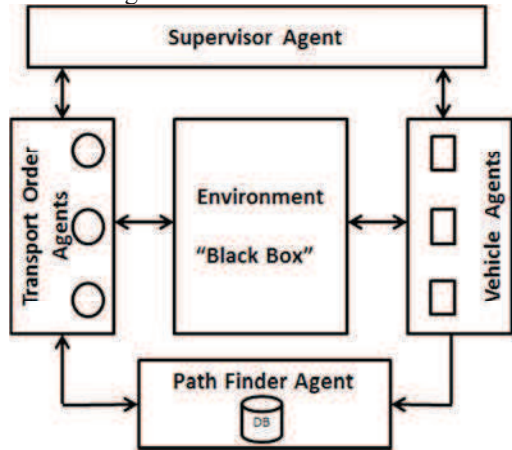 Supervisor Agent
Transport Order
Agents
Environment
“Black Box”
Vehicle Agents
Path Finder Agent
DB